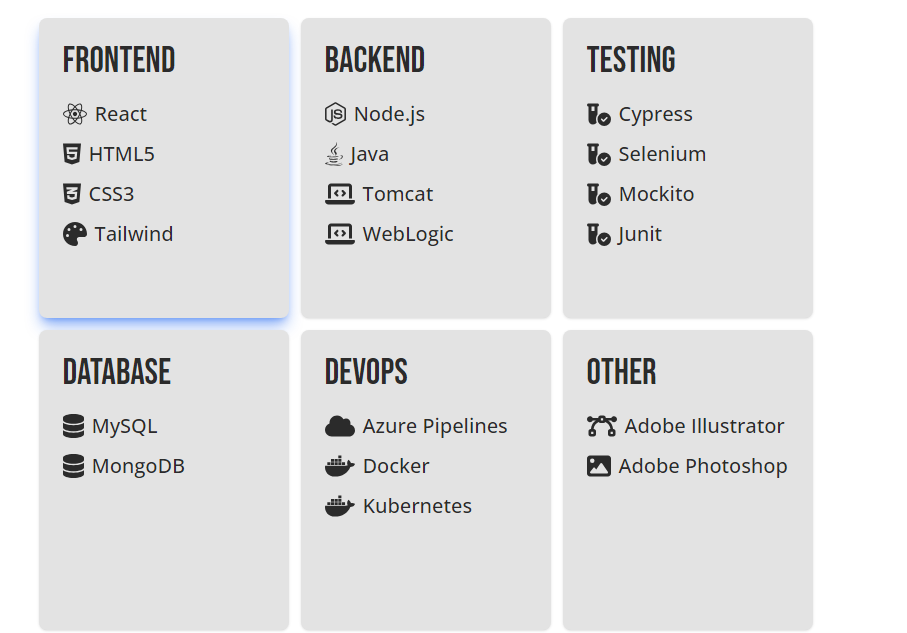 FRONTEND
React
HTML5
CSS3
Tailwind
BACKEND
Node.js
Java
Tomcat
WebLogic
TESTING
Cypress
Selenium
Mockito
Junit
DATABASE
MySQL
MongoDB
DEVOPS
Azure Pipelines
Docker
Kubernetes
OTHER
Adobe Illustrator
Adobe Photoshop